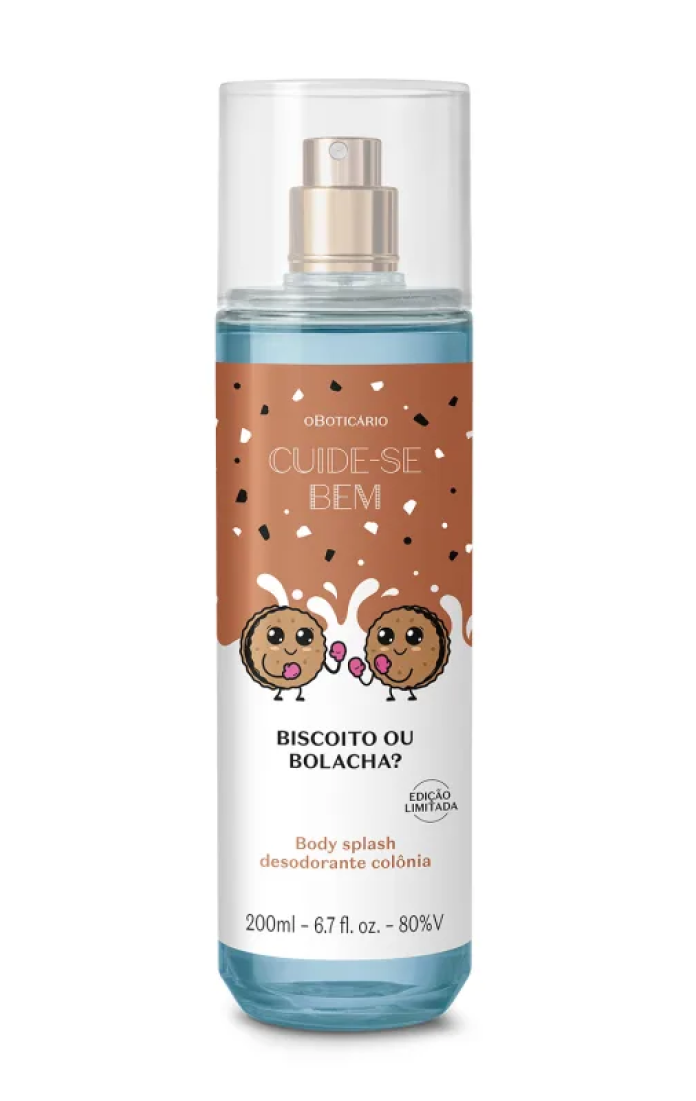 oBOTICÁRIO
CUIDE-SE
BEM
BISCOITO OU
BOLACHA?
EDIÇÃO
LIMITADA
Body splash
desodorante colônia
200ml – 6.7 fl. oz. – 80%V